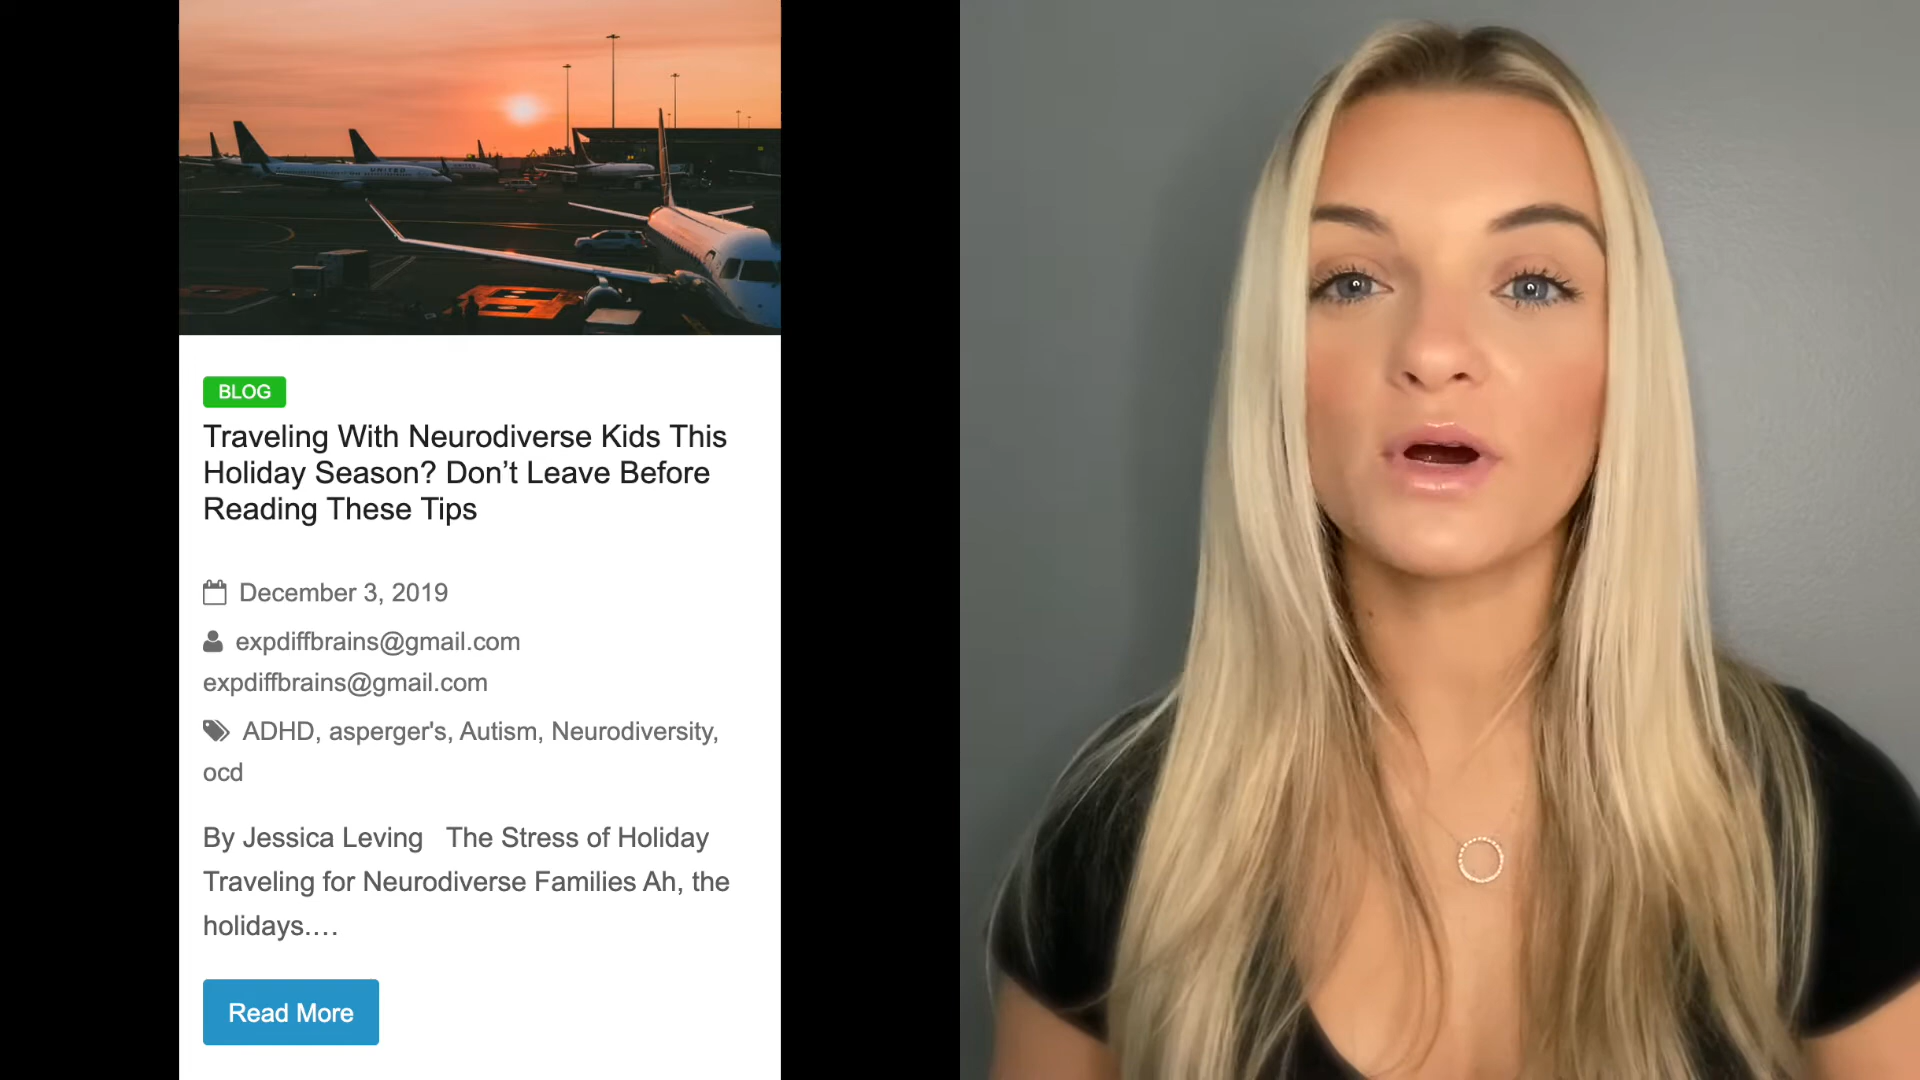 UNITED
BLOG
Traveling With Neurodiverse Kids This
Holiday Season? Don’t Leave Before
Reading These Tips
December 3, 2019
expdiffbrains@gmail.com
expdiffbrains@gmail.com
ADHD, asperger's, Autism, Neurodiversity,
ocd
By Jessica Leving The Stress of Holiday
Traveling for Neurodiverse Families Ah, the
holidays.…
Read More